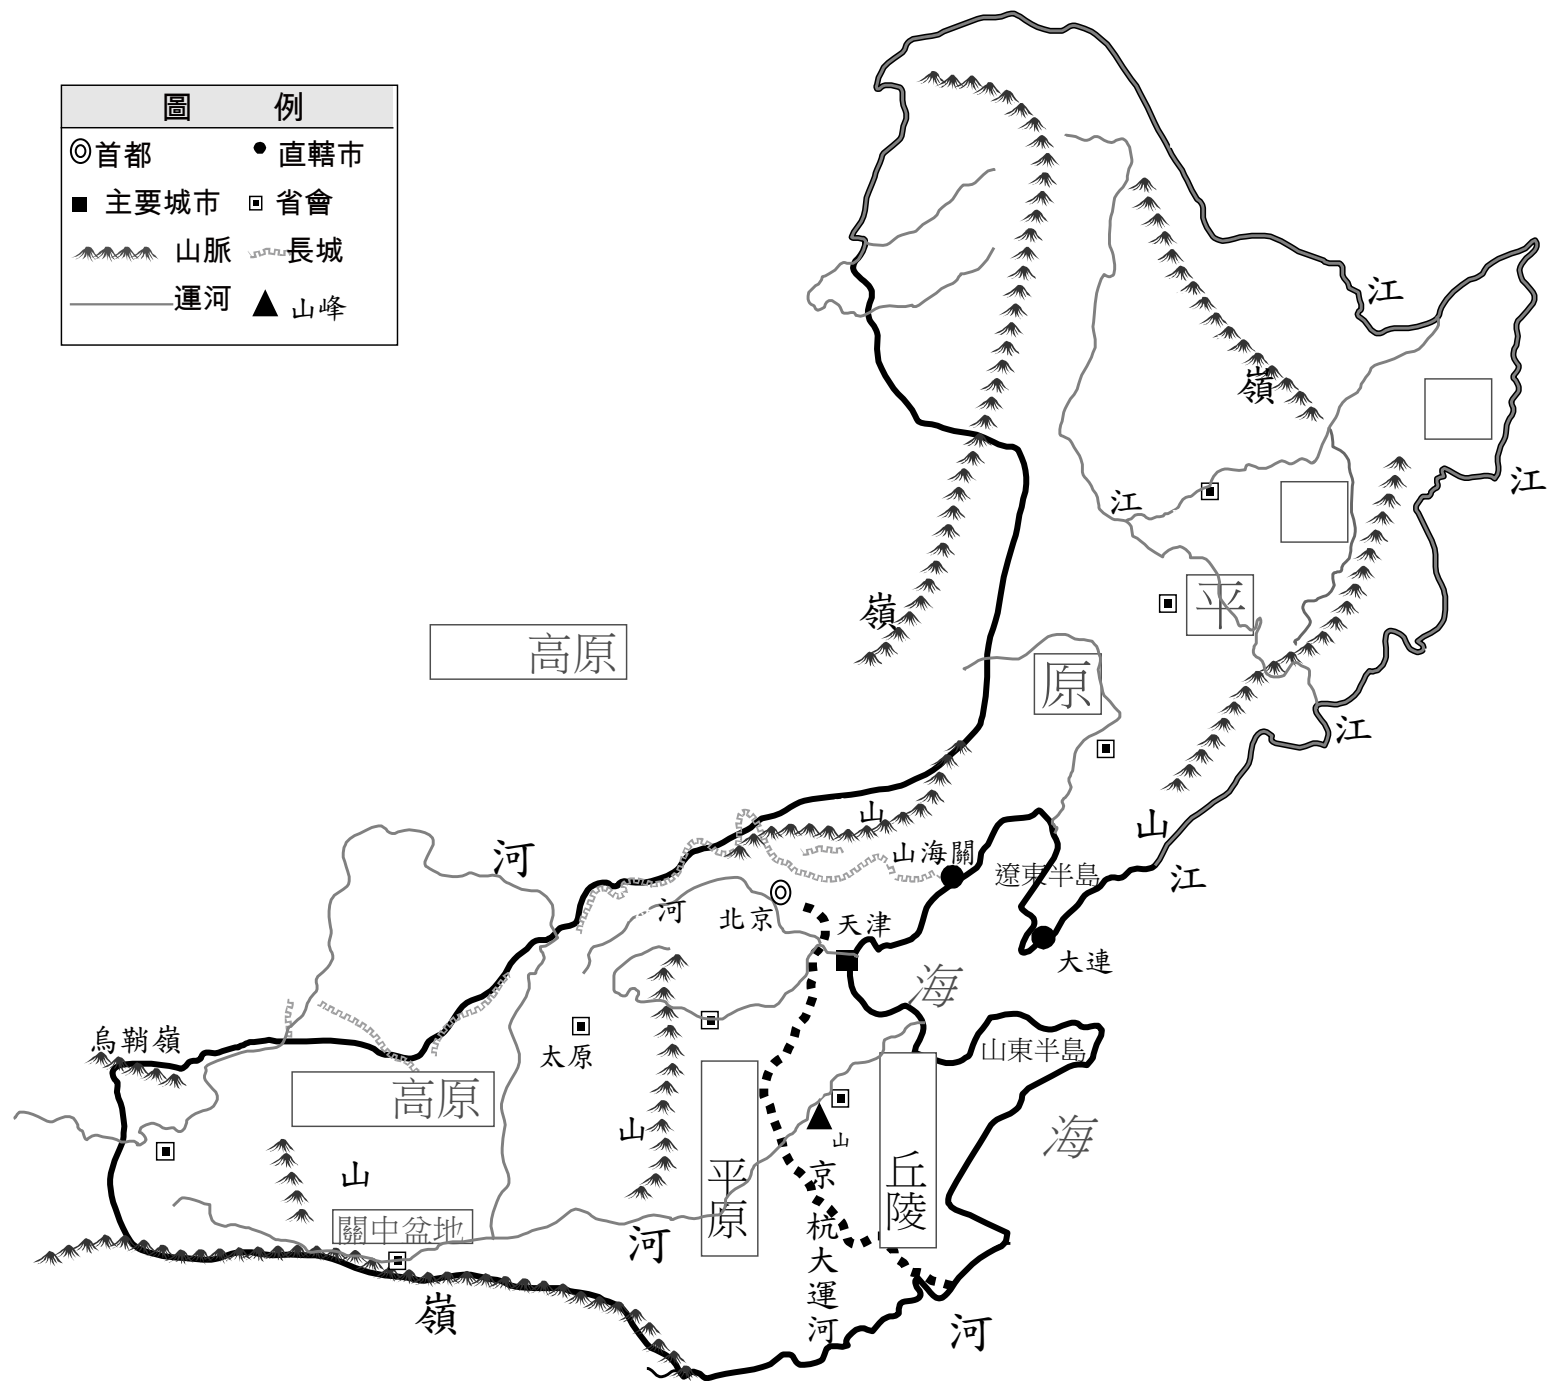 圖 例
首都 直轄市
主要城市 省會
山脈 長城
運河 山峰
江
嶺
江
江
嶺
平
高原
原
江
山
山
河
山海關
遼東半島
江
河
北京
天津
大連
海
烏鞘嶺
太原
山東半島
高原
山
山
海
京杭大運河
山
平原
丘陵
關中盆地
河
嶺
河